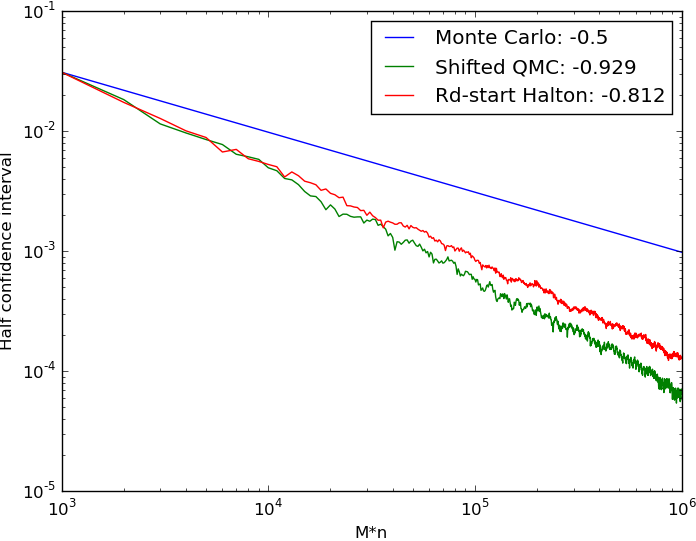 10^-1
10^-2
10^-3
10^-4
10^-5
Half confidence interval
Monte Carlo: -0.5
Shifted QMC: -0.929
Rd-start Halton: -0.812
10^3 10^4 10^5 10^6
M*n